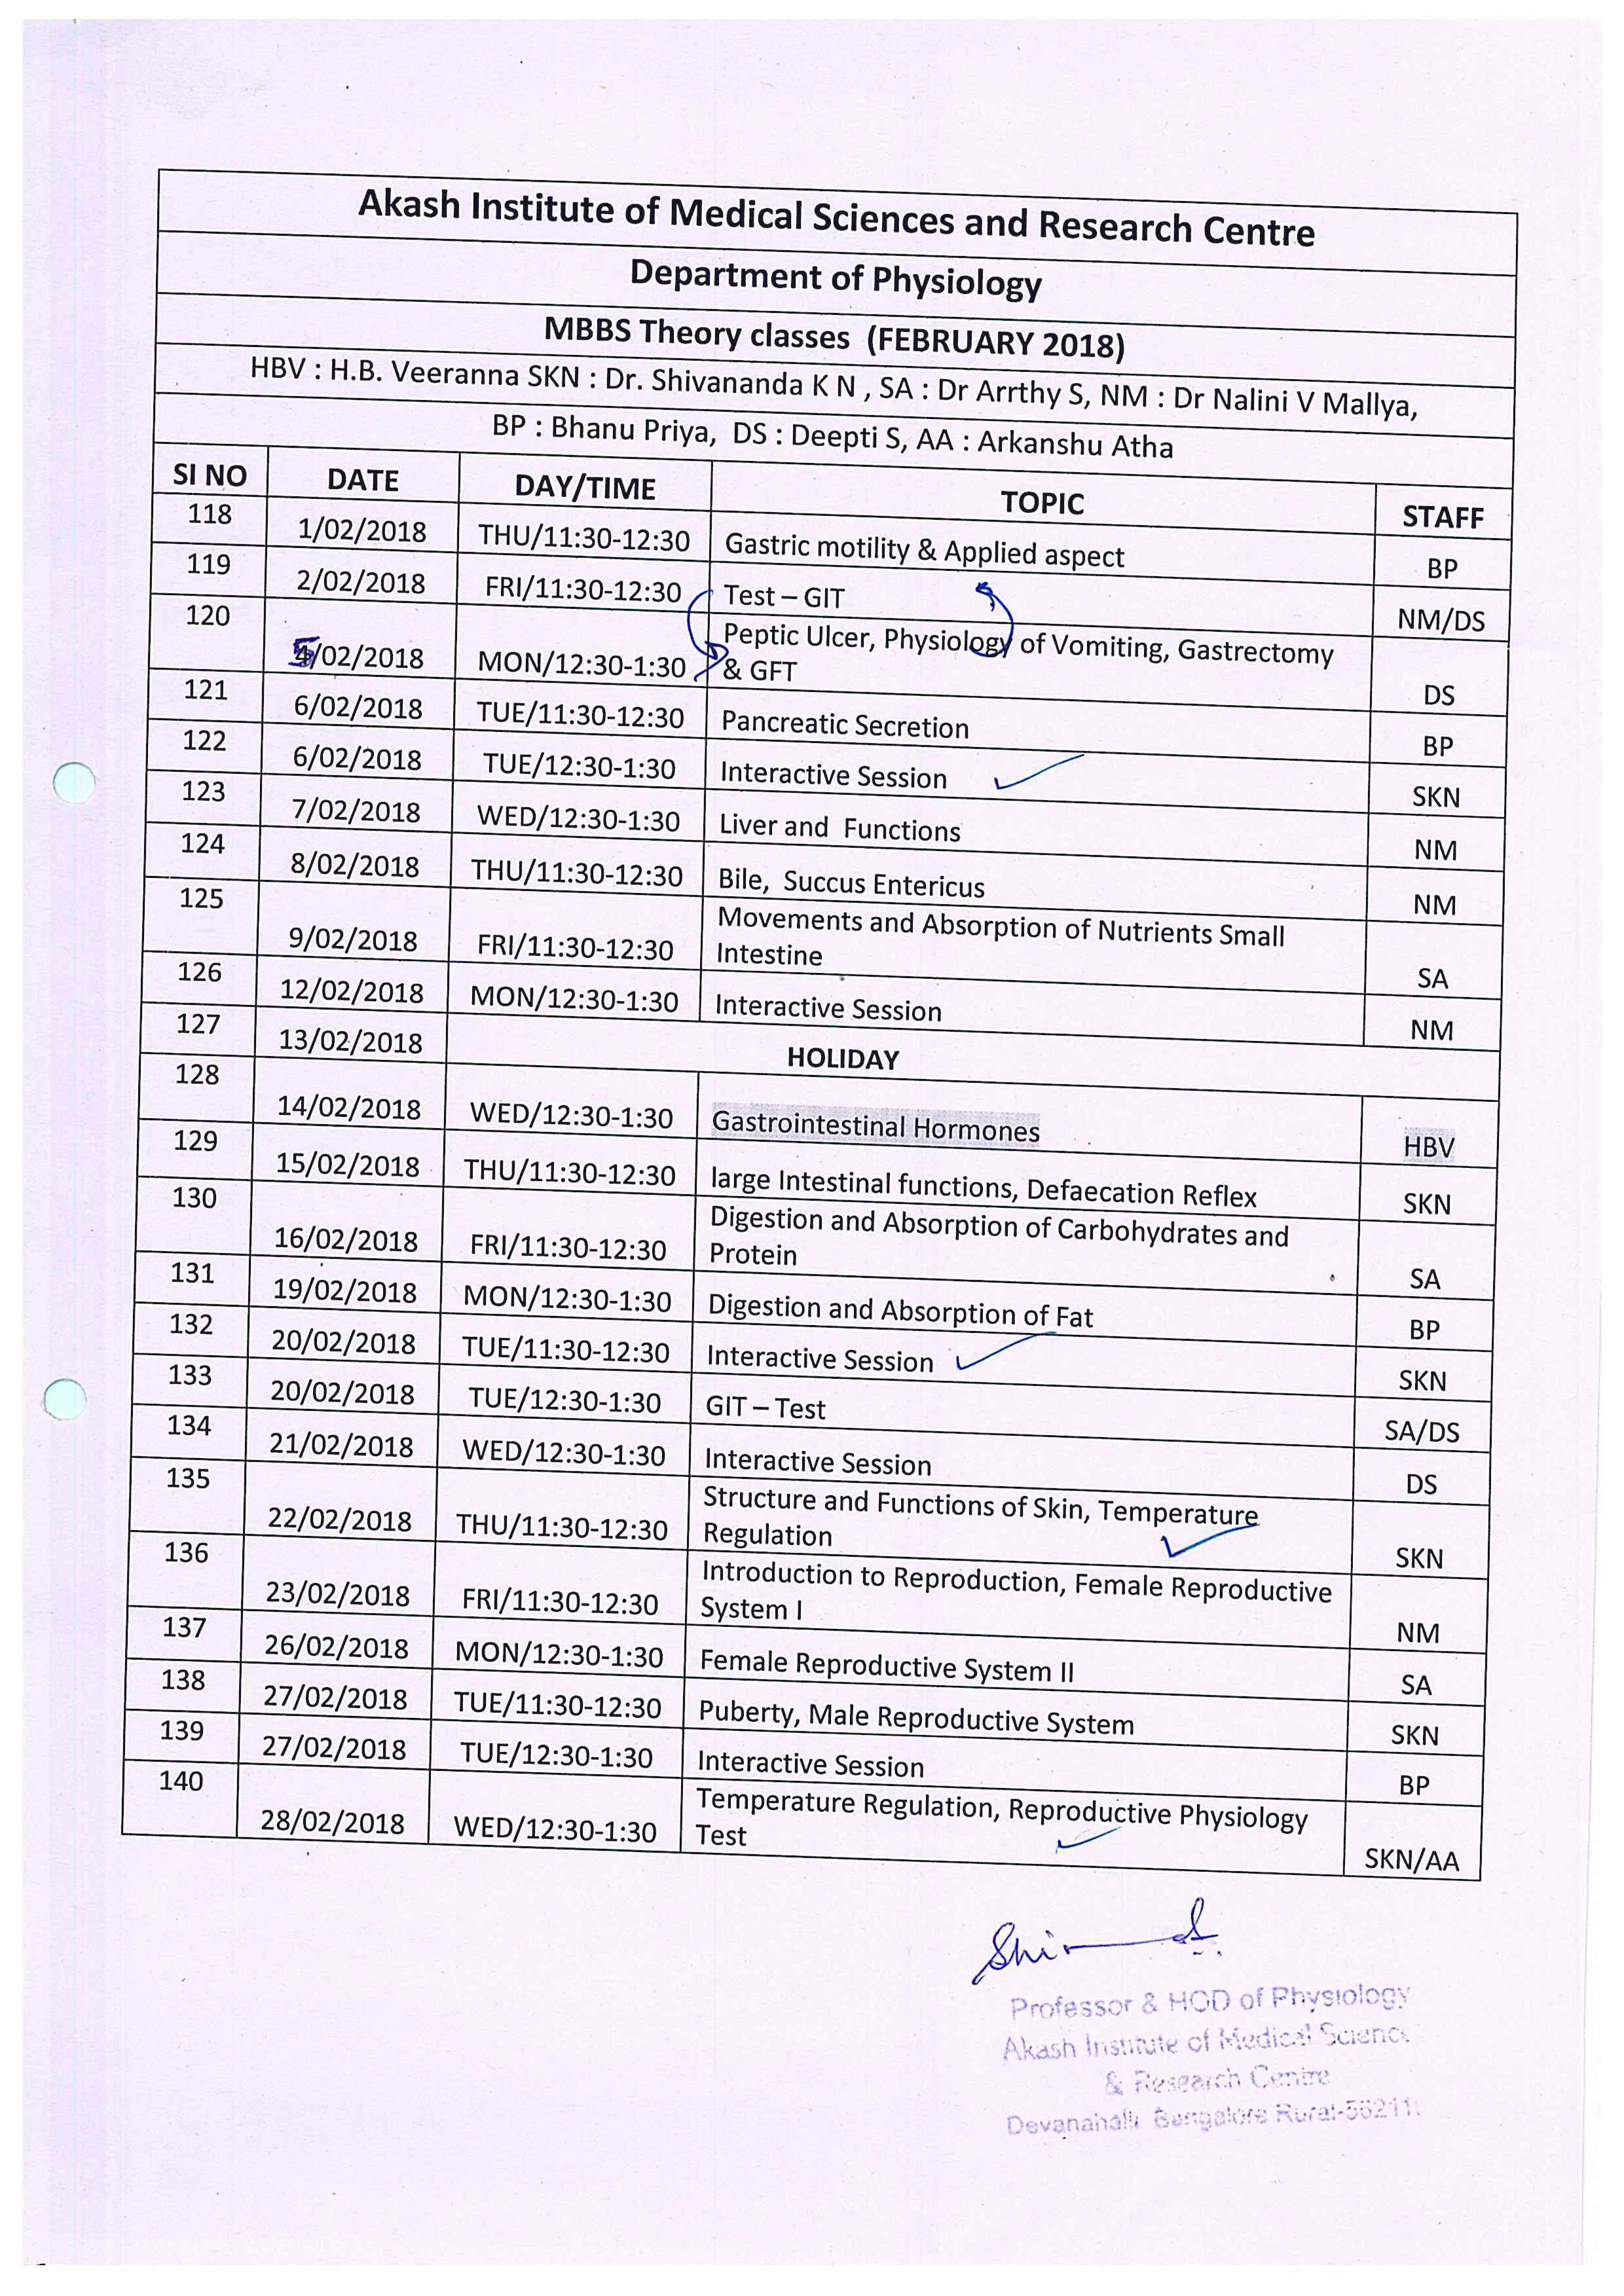 Akash Institute of Medical Sciences and Research Centre
Department of Physiology
MBBS Theory classes (FEBRUARY 2018)
HBV : H.B. Veeranna SKN : Dr. Shivananda K N , SA : Dr Arrthy S, NM : Dr Nalini V Mallya,
BP : Bhanu Priya, DS : Deepti S, AA : Arkanshu Atha
SI NO DATE DAY/TIME TOPIC STAFF
118 1/02/2018 THU/11:30-12:30 Gastric motility & Applied aspect BP
119 2/02/2018 FRI/11:30-12:30 Test – GIT NM/DS
120 5/02/2018 MON/12:30-1:30 Peptic Ulcer, Physiology of Vomiting, Gastrectomy
& GFT DS
121 6/02/2018 TUE/11:30-12:30 Pancreatic Secretion BP
122 6/02/2018 TUE/12:30-1:30 Interactive Session SKN
123 7/02/2018 WED/12:30-1:30 Liver and Functions NM
124 8/02/2018 THU/11:30-12:30 Bile, Succus Entericus NM
125 9/02/2018 FRI/11:30-12:30 Movements and Absorption of Nutrients Small
Intestine SA
126 12/02/2018 MON/12:30-1:30 Interactive Session NM
127 13/02/2018 HOLIDAY
128 14/02/2018 WED/12:30-1:30 Gastrointestinal Hormones HBV
129 15/02/2018 THU/11:30-12:30 large Intestinal functions, Defaecation Reflex SKN
130 16/02/2018 FRI/11:30-12:30 Digestion and Absorption of Carbohydrates and
Protein SA
131 19/02/2018 MON/12:30-1:30 Digestion and Absorption of Fat BP
132 20/02/2018 TUE/11:30-12:30 Interactive Session SKN
133 20/02/2018 TUE/12:30-1:30 GIT – Test SA/DS
134 21/02/2018 WED/12:30-1:30 Interactive Session DS
135 22/02/2018 THU/11:30-12:30 Structure and Functions of Skin, Temperature
Regulation SKN
136 23/02/2018 FRI/11:30-12:30 Introduction to Reproduction, Female Reproductive
System I NM
137 26/02/2018 MON/12:30-1:30 Female Reproductive System II SA
138 27/02/2018 TUE/11:30-12:30 Puberty, Male Reproductive System SKN
139 27/02/2018 TUE/12:30-1:30 Interactive Session BP
140 28/02/2018 WED/12:30-1:30 Temperature Regulation, Reproductive Physiology
Test SKN/AA
Professor & HOD of Physiology
Akash Institute of Medical Scienc
& Research Centre
Devanahalli Bangalore Rural-56211